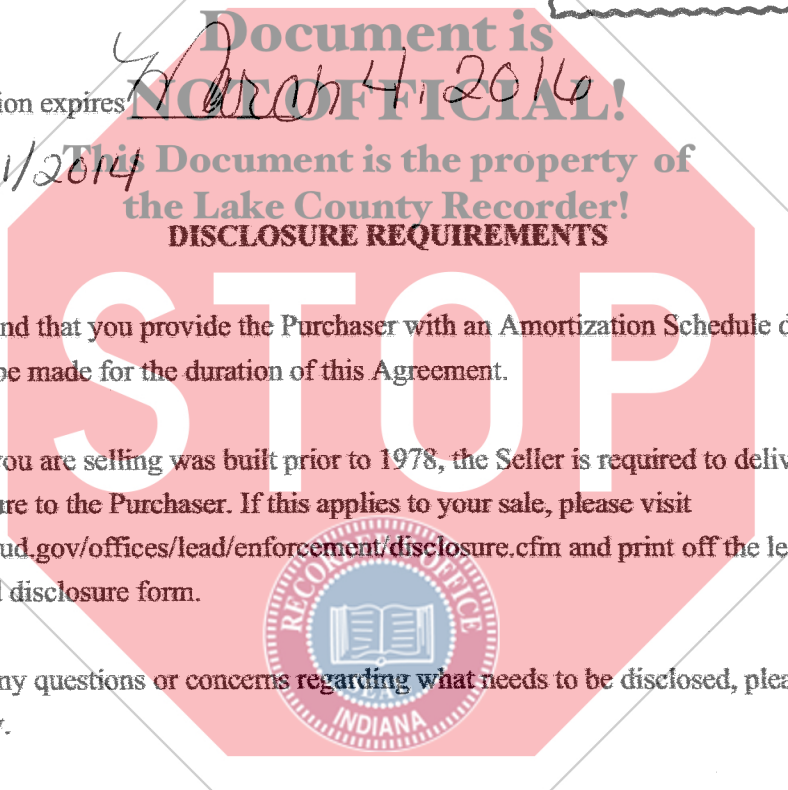 Document is
ion expires March 4, 2016
NOT OFFICIAL!
1/2014
This Document is the property of
the Lake County Recorder!
DISCLOSURE REQUIREMENTS
STOP
nd that you provide the Purchaser with an Amortization Schedule d
be made for the duration of this Agreement.
you are selling was built prior to 1978, the Seller is required to deliv
ure to the Purchaser. If this applies to your sale, please visit
ud.gov/offices/lead/enforcement/disclosure.cfm and print off the le
d disclosure form.
RECORDER'S OFFICE
ny questions or concerns regarding what needs to be disclosed, plea
y.
INDIANA